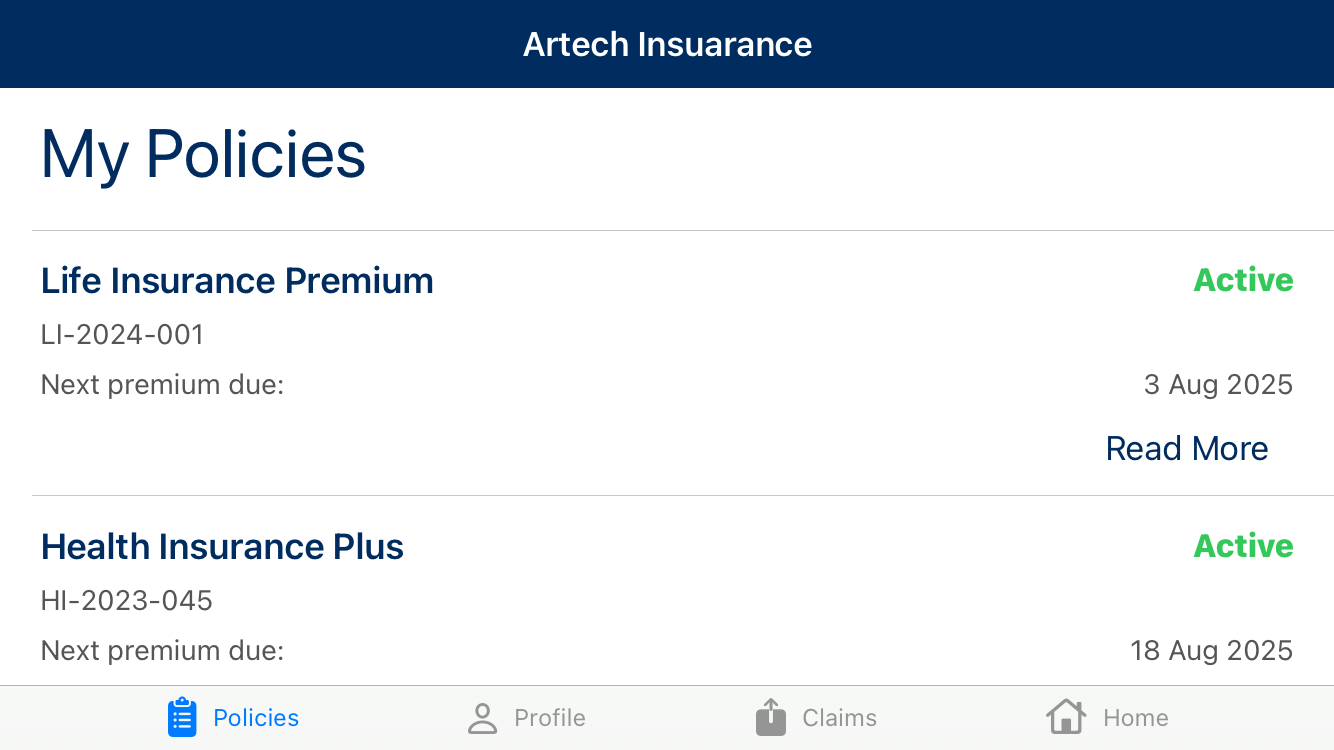 Artech Insuarance
My Policies
Life Insurance Premium Active
LI-2024-001
Next premium due: 3 Aug 2025
Read More
Health Insurance Plus Active
HI-2023-045
Next premium due: 18 Aug 2025
Policies Profile Claims Home